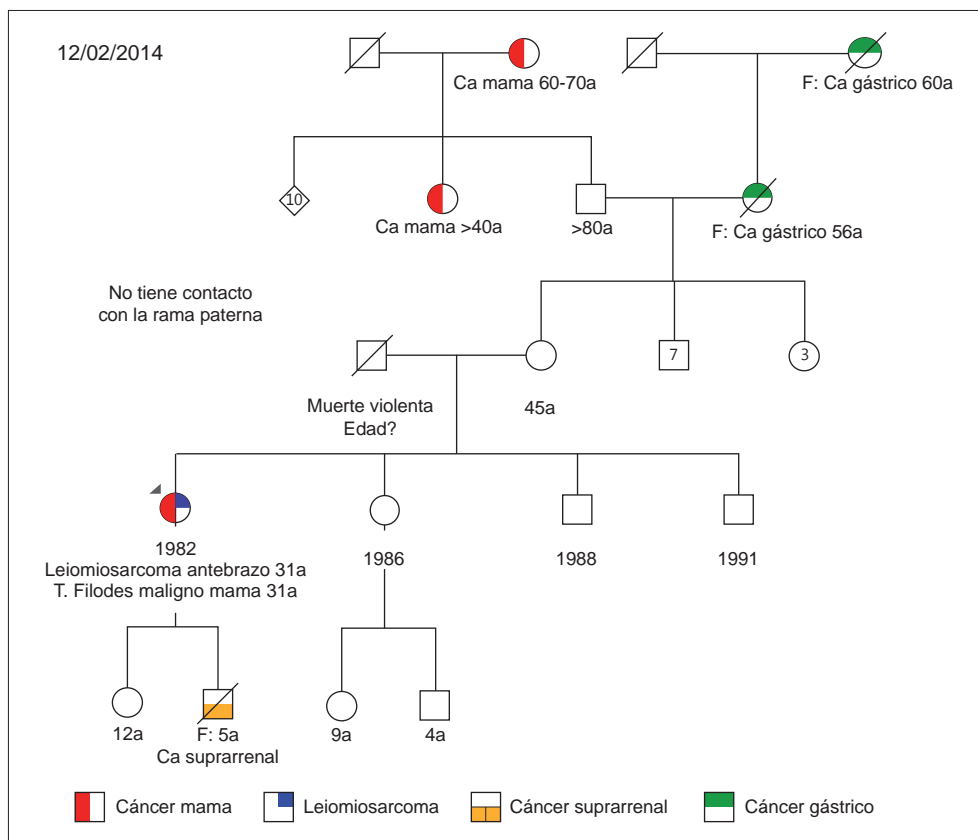 12/02/2014
Ca mama 60-70a
F: Ca gástrico 60a
10
Ca mama >40a
>80a
F: Ca gástrico 56a
No tiene contacto
con la rama paterna
7
3
Muerte violenta
Edad?
45a
1982
Leiomiosarcoma antebrazo 31a
T. Filodes maligno mama 31a
1986
1988
1991
12a
F: 5a
Ca suprarrenal
9a
4a
Cáncer mama
Leiomiosarcoma
Cáncer suprarrenal
Cáncer gástrico